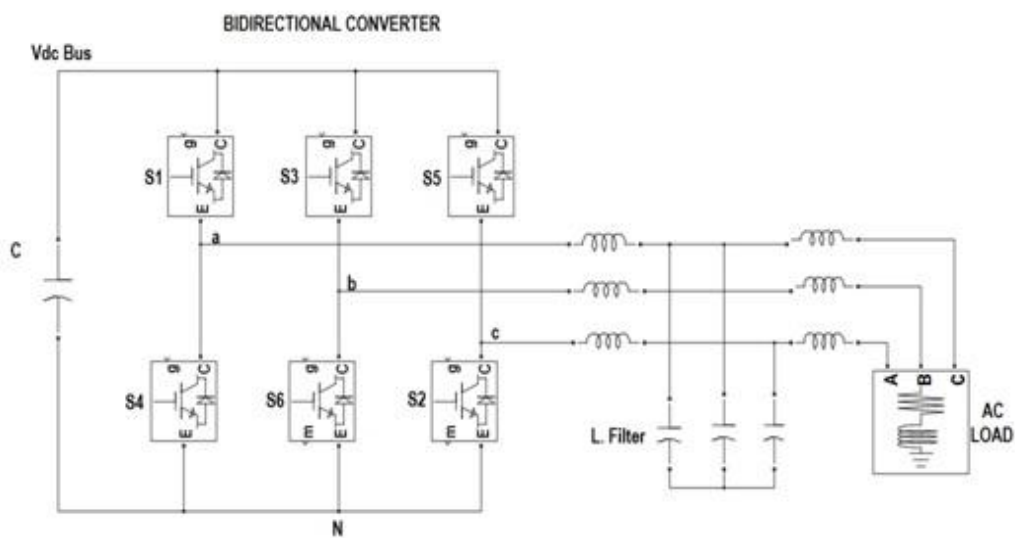 BIDIRECTIONAL CONVERTER
Vdc Bus
g C
g C
g C
S1
S3
S5
E
E
E
a
C
b
c
g C
g C
g C
A B C
S4
S6
S2
AC
LOAD
L. Filter
E
m E
m E
N